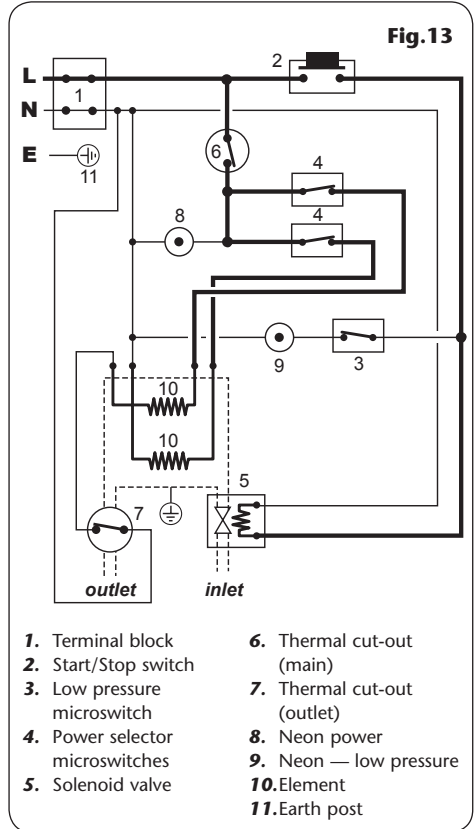 Fig.13
L
N
E
1
2
11
6
4
4
8
9
3
10
10
5
7
outlet
inlet
1. Terminal block
2. Start/Stop switch
3. Low pressure
microswitch
4. Power selector
microswitches
5. Solenoid valve
6. Thermal cut-out
(main)
7. Thermal cut-out
(outlet)
8. Neon power
9. Neon — low pressure
10.Element
11.Earth post